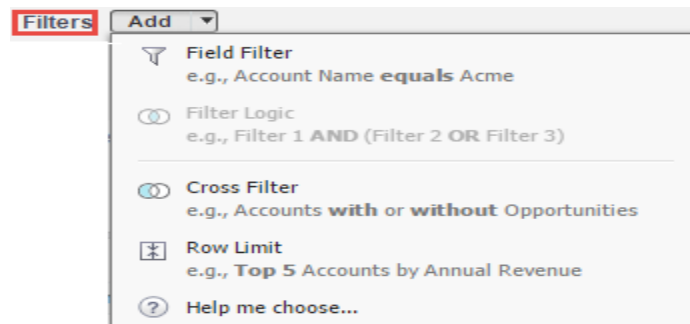 Filters Add
Field Filter
e.g., Account Name equals Acme
Filter Logic
e.g., Filter 1 AND (Filter 2 OR Filter 3)
Cross Filter
e.g., Accounts with or without Opportunities
Row Limit
e.g., Top 5 Accounts by Annual Revenue
? Help me choose...